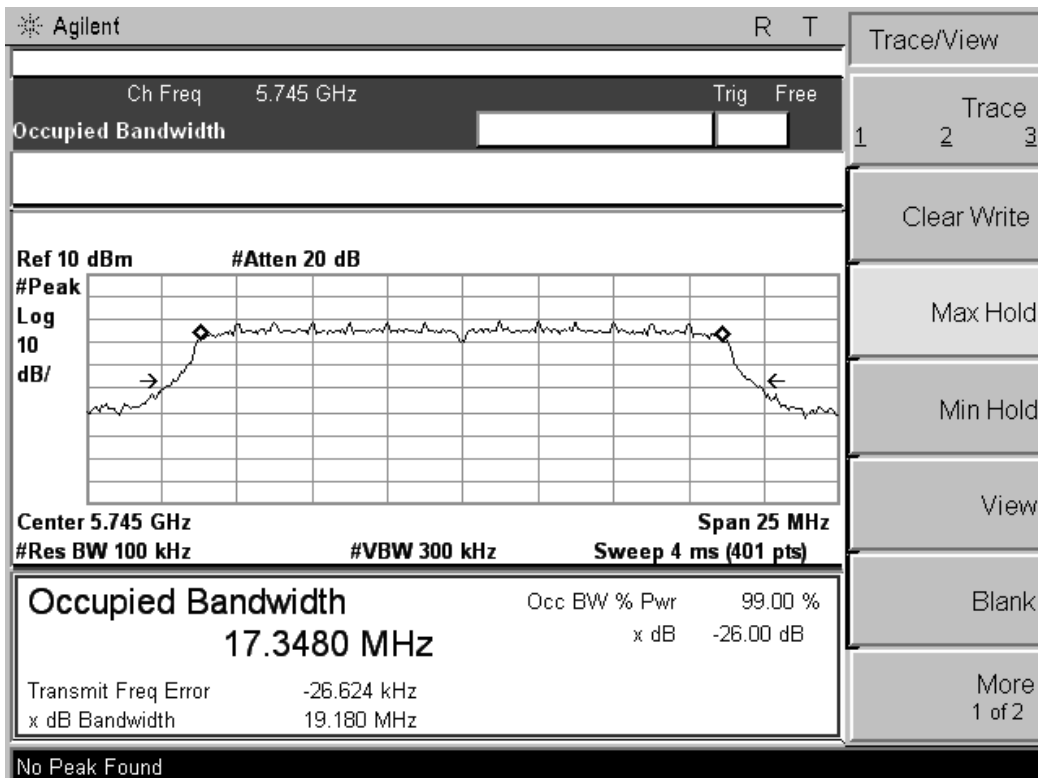 Agilent R T
Trace/View
Ch Freq 5.745 GHz Trig Free
Occupied Bandwidth
Trace
1 2 3
Clear Write
Ref 10 dBm #Atten 20 dB
#Peak
Log
10
dB/
Max Hold
Min Hold
View
Center 5.745 GHz Span 25 MHz
#Res BW 100 kHz #VBW 300 kHz Sweep 4 ms (401 pts)
Occupied Bandwidth Occ BW % Pwr 99.00 %
17.3480 MHz x dB -26.00 dB
Blank
Transmit Freq Error -26.624 kHz
x dB Bandwidth 19.180 MHz
More
1 of 2
No Peak Found